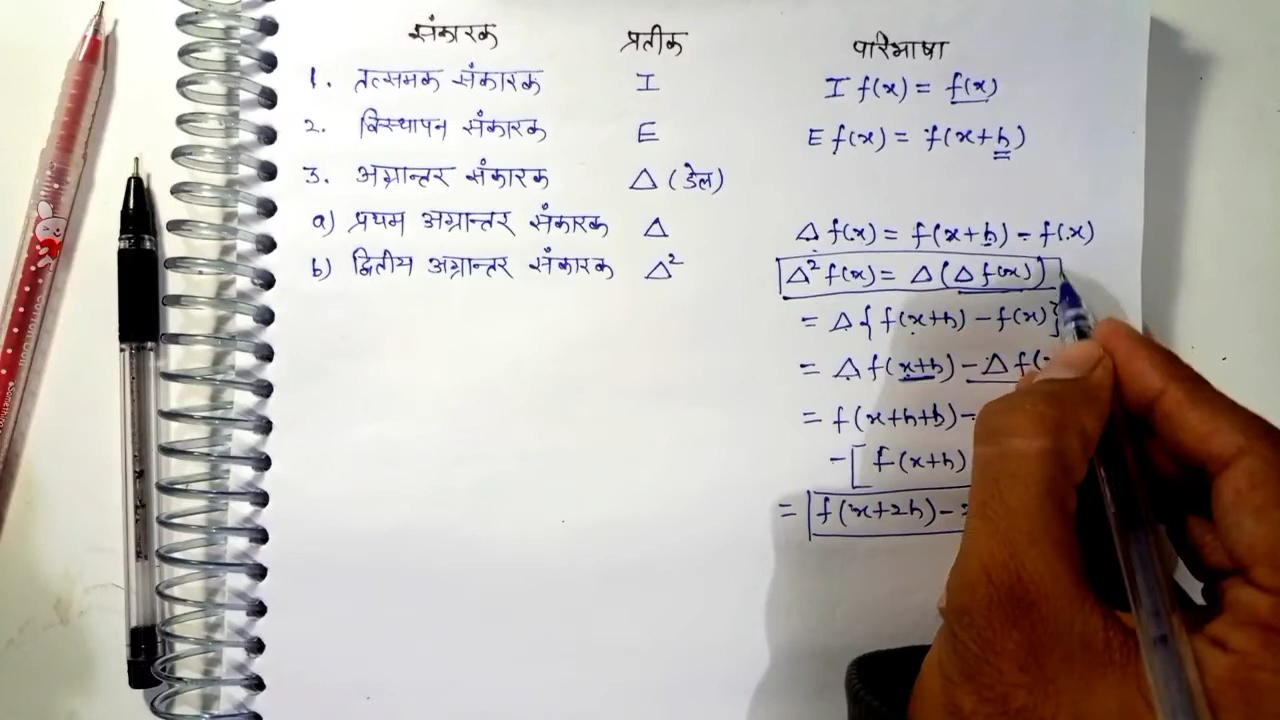 संकारक प्रतीक परिभाषा
1. तत्समक संकारक I I f(x) = f(x)
2. विस्थापन संकारक E E f(x) = f(x+h)
3. अग्रान्तर संकारक Δ (डेल)
a) प्रथम अग्रान्तर संकारक Δ Δ f(x) = f(x+h) - f(x)
b) द्वितीय अग्रान्तर संकारक Δ² Δ² f(x) = Δ (Δ f(x))
= Δ{ f(x+h) - f(x)}
= Δ f(x+h) - Δ f(
= f(x+h+h) -
-[ f(x+h)
= f(x+2h) -